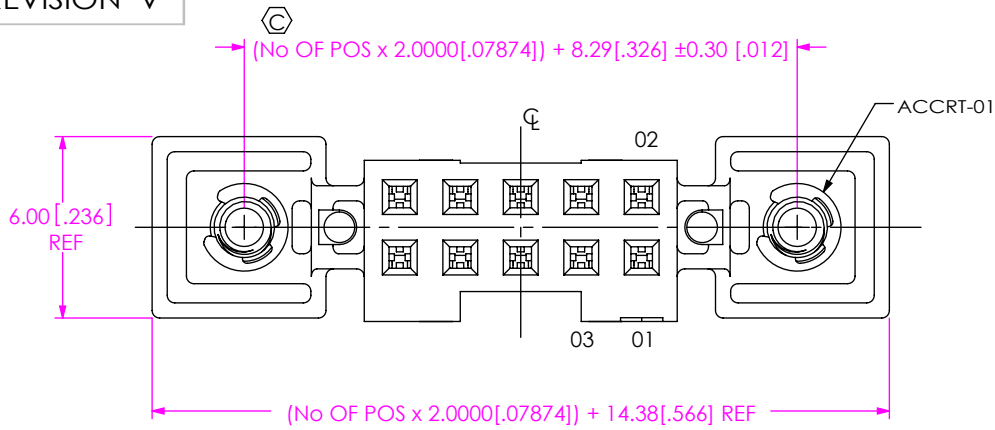 REVISION V
C
(No OF POS x 2.0000[.07874]) + 8.29[.326] ±0.30 [.012]
ACCRT-01
℄
02
6.00 [.236]
REF
03 01
(No OF POS x 2.0000[.07874]) + 14.38[.566] REF